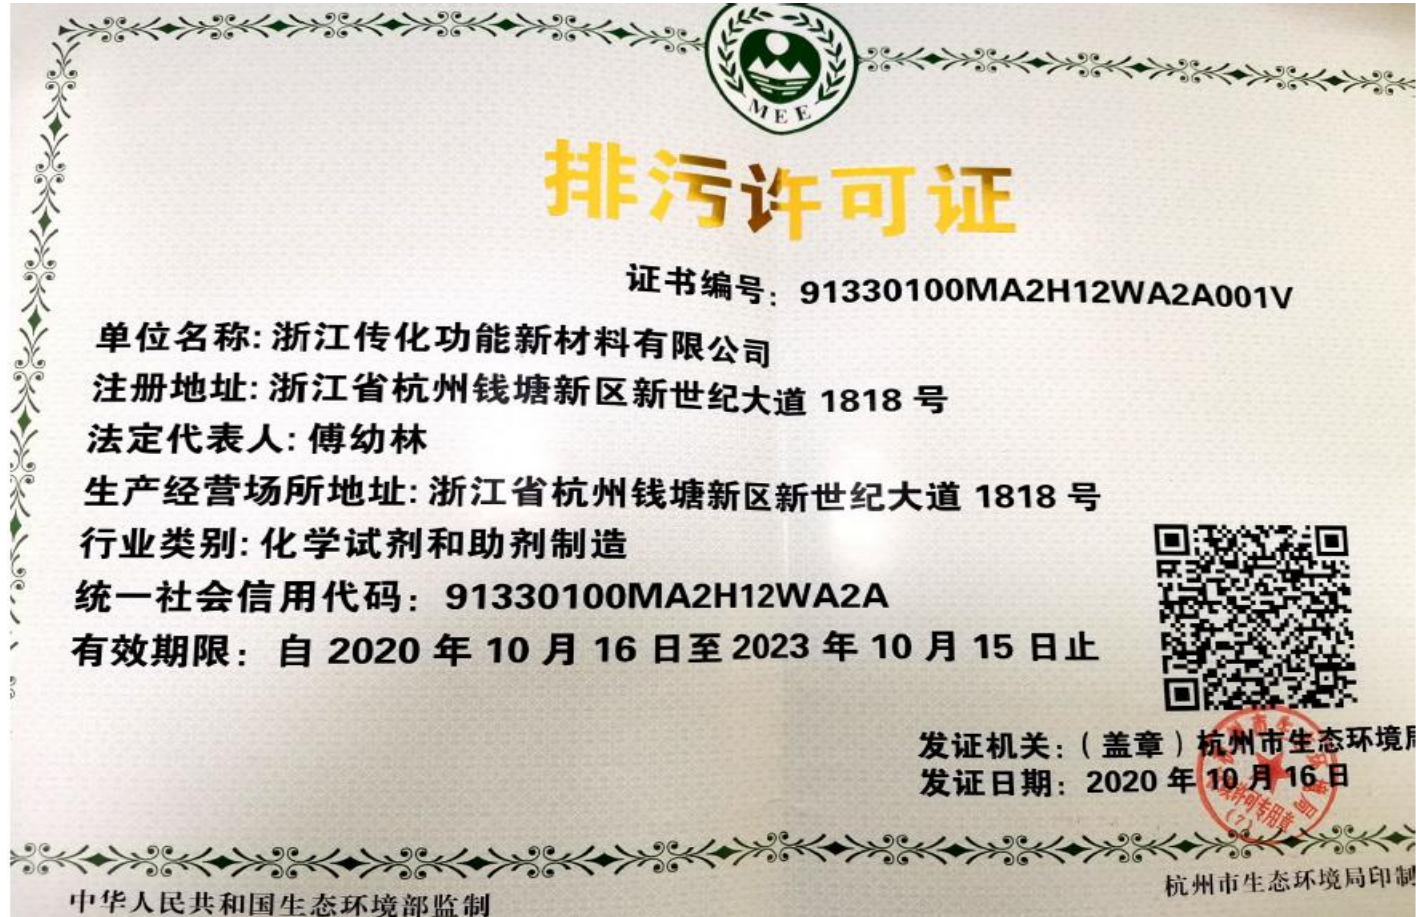 MEE
排污许可证
证书编号：91330100MA2H12WA2A001V
单位名称：浙江传化功能新材料有限公司
注册地址：浙江省杭州钱塘新区新世纪大道 1818 号
法定代表人：傅幼林
生产经营场所地址：浙江省杭州钱塘新区新世纪大道 1818 号
行业类别：化学试剂和助剂制造
统一社会信用代码：91330100MA2H12WA2A
有效期限：自 2020 年 10 月 16 日至 2023 年 10 月 15 日止
发证机关：（盖章）杭州市生态环境局
发证日期：2020 年 10 月 16 日
许可专用章
(7)
中华人民共和国生态环境部监制
杭州市生态环境局印制